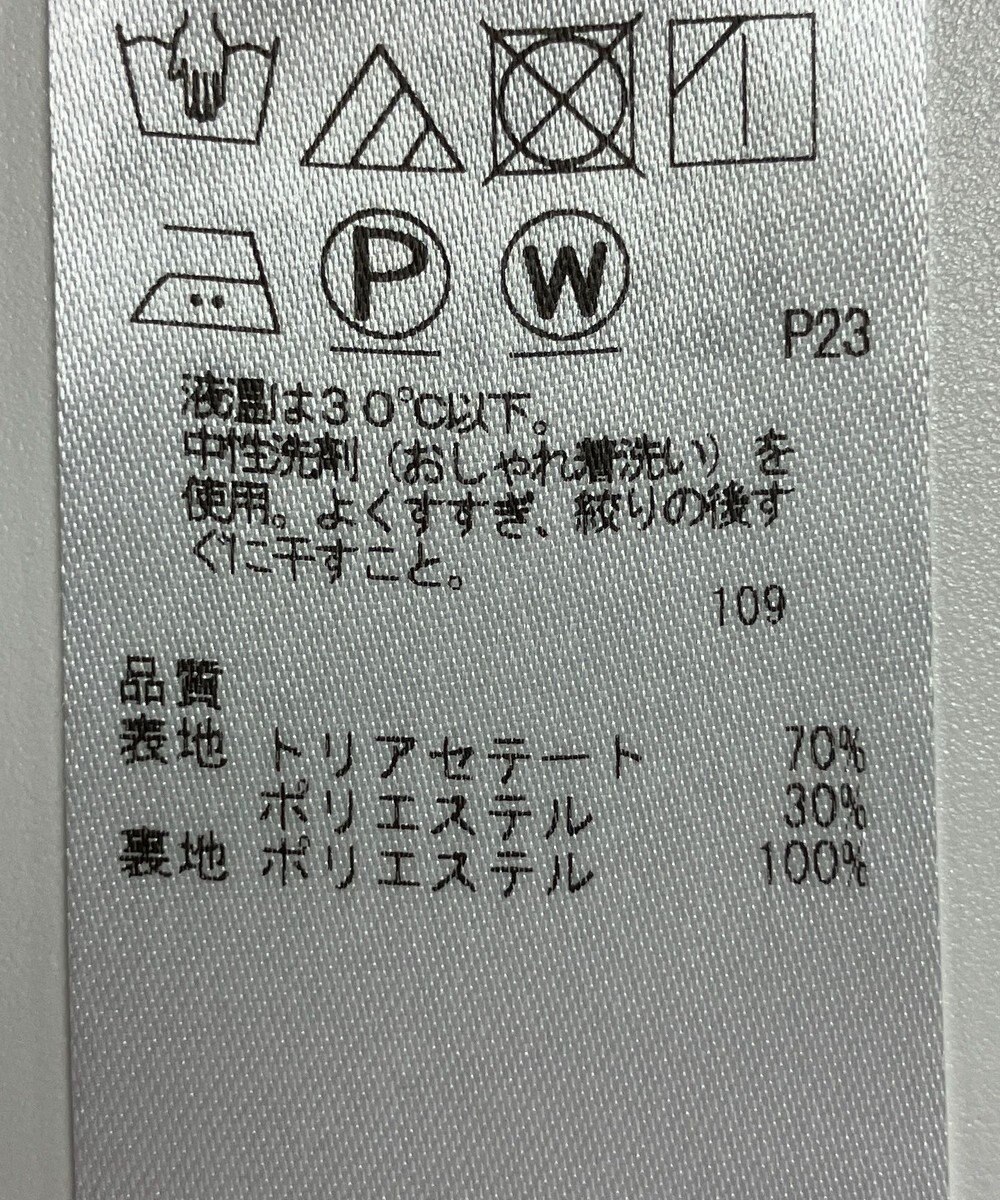 P W
P23
液温は30℃以下。
中性洗剤（おしゃれ着洗い）を
使用。よくすすぎ、絞りの後す
ぐに干すこと。
109
品質
表地 トリアセテート 70%
ポリエステル 30%
裏地 ポリエステル 100%